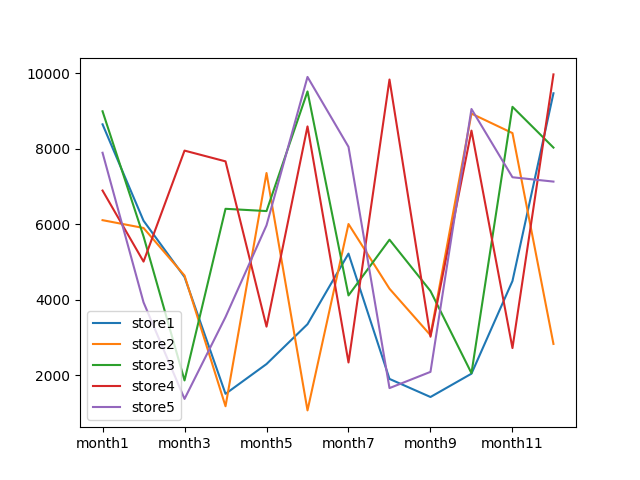 10000
8000
6000
4000
2000
store1
store2
store3
store4
store5
month1 month3 month5 month7 month9 month11